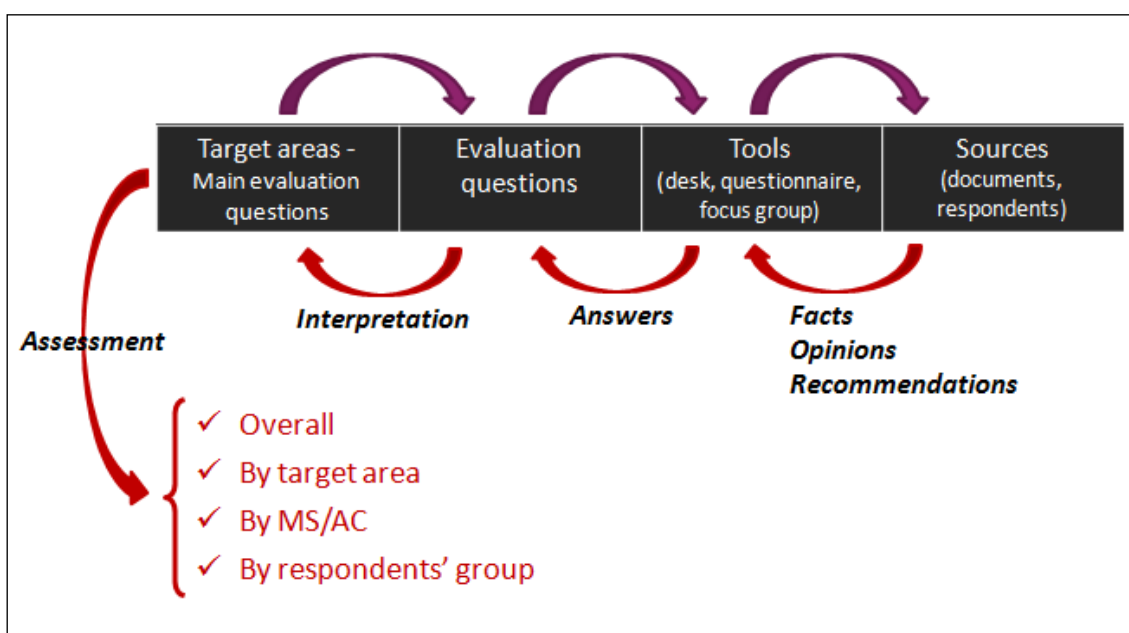 Target areas -
Main evaluation
questions
Evaluation
questions
Tools
(desk, questionnaire,
focus group)
Sources
(documents,
respondents)
Interpretation
Answers
Facts
Opinions
Recommendations
Assessment
✓ Overall
✓ By target area
✓ By MS/AC
✓ By respondents’ group